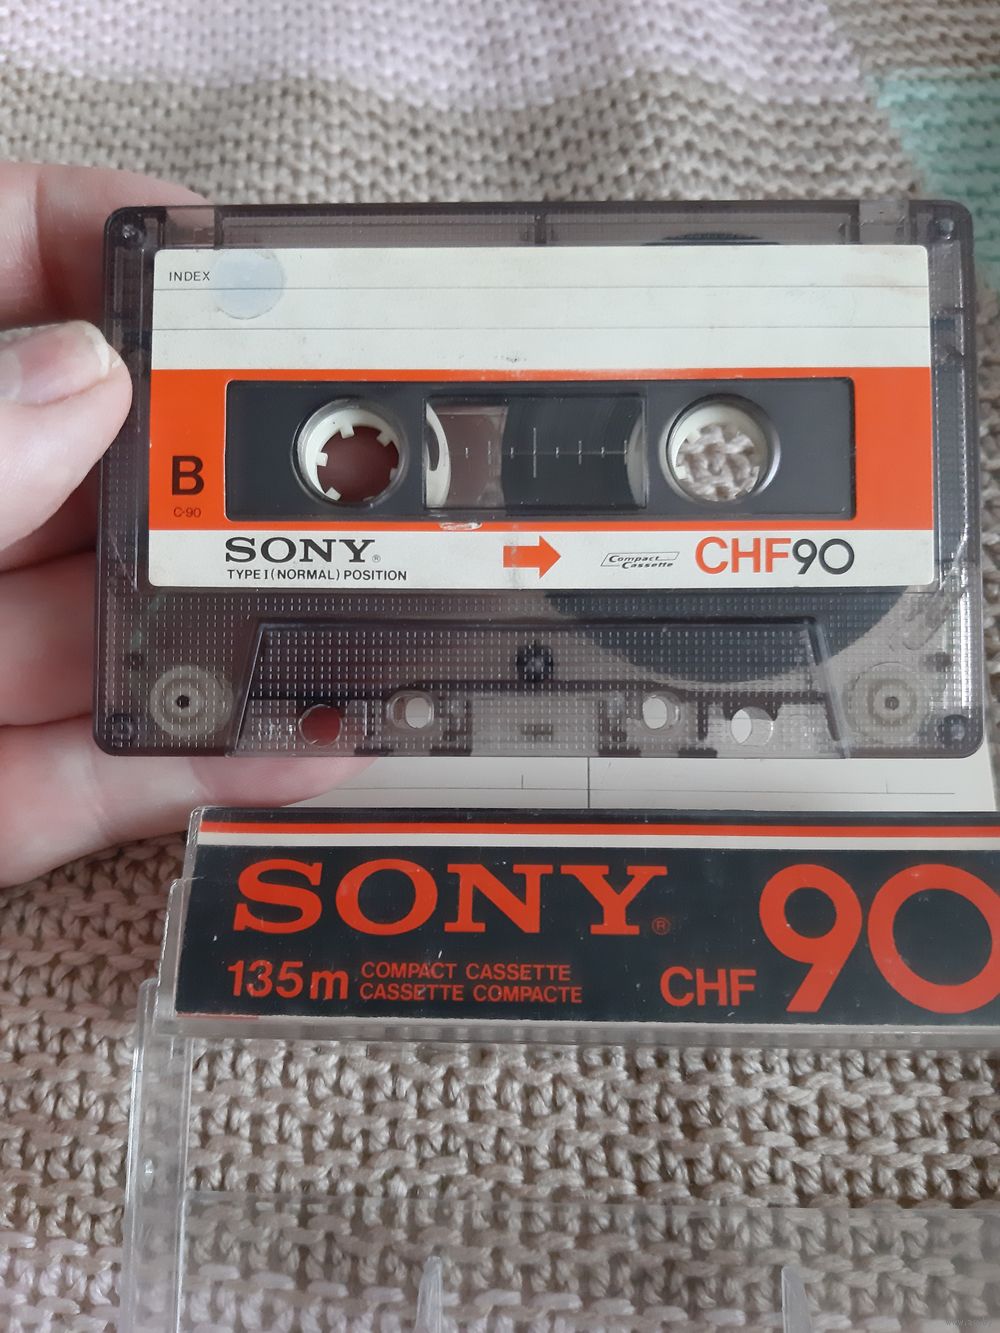 INDEX
B
C-90
SONY®
TYPE I (NORMAL) POSITION
Compact
Cassette
CHF90
SONY®
135m COMPACT CASSETTE
CASSETTE COMPACTE
CHF 90